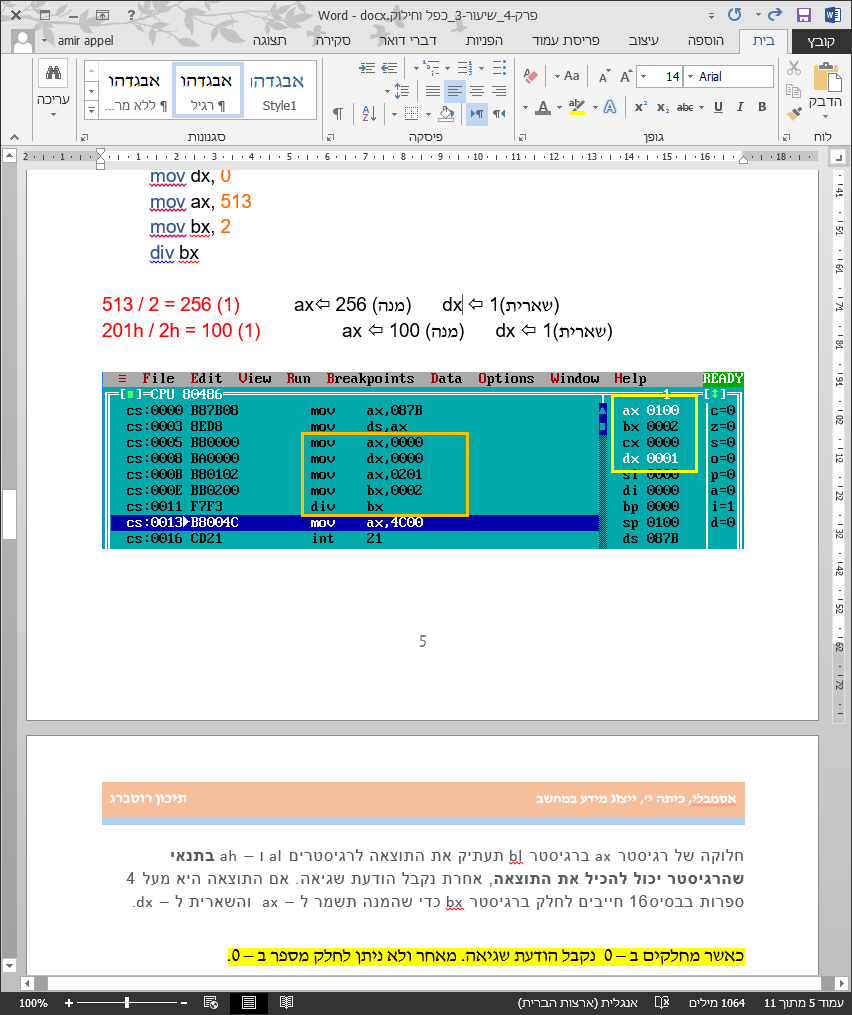 פרק-4_שיעור-3_כפל וחילוק.docx - Word
קובץ בית הוספה עיצוב פריסת עמוד הפניות דברי דואר סקירה תצוגה amir appel
הדבק
לוח
Arial 14
B I U abc x₂ x²
A ab A
Aa A A
גופן
פיסקה
אבגדהו אבגדהו אבגדהו
¶ רגיל ¶ ללא מר... Style1
סגנונות
עריכה
mov dx, 0
mov ax, 513
mov bx, 2
div bx
513 / 2 = 256 (1) ax⇦ 256 (מנה) dx ⇦ 1(שארית)
201h / 2h = 100 (1) ax ⇦ 100 (מנה) dx ⇦ 1(שארית)
≡ File Edit View Run Breakpoints Data Options Window Help READY
[■]=CPU 80486 1 [↕]
cs:0000 B87B08 mov ax,087B ax 0100 c=0
cs:0003 8ED8 mov ds,ax bx 0002 z=0
cs:0005 B80000 mov ax,0000 cx 0000 s=0
cs:0008 BA0000 mov dx,0000 dx 0001 o=0
cs:000B B80102 mov ax,0201 si 0000 p=0
cs:000E BB0200 mov bx,0002 di 0000 a=0
cs:0011 F7F3 div bx bp 0000 i=1
cs:0013▶B8004C mov ax,4C00 sp 0100 d=0
cs:0016 CD21 int 21 ds 087B
5
אסמבלי, כיתה י', ייצוג מידע במחשב תיכון רוטברג
חלוקה של רגיסטר ax ברגיסטר bl תעתיק את התוצאה לרגיסטרים al ו – ah בתנאי
שהרגיסטר יכול להכיל את התוצאה, אחרת נקבל הודעת שגיאה. אם התוצאה היא מעל 4
ספרות בבסיס16 חייבים לחלק ברגיסטר bx כדי שהמנה תשמר ל – ax והשארית ל – dx.
כאשר מחלקים ב – 0 נקבל הודעת שגיאה. מאחר ולא ניתן לחלק מספר ב – 0.
עמוד 5 מתוך 11 1064 מילים אנגלית (ארצות הברית) 100%